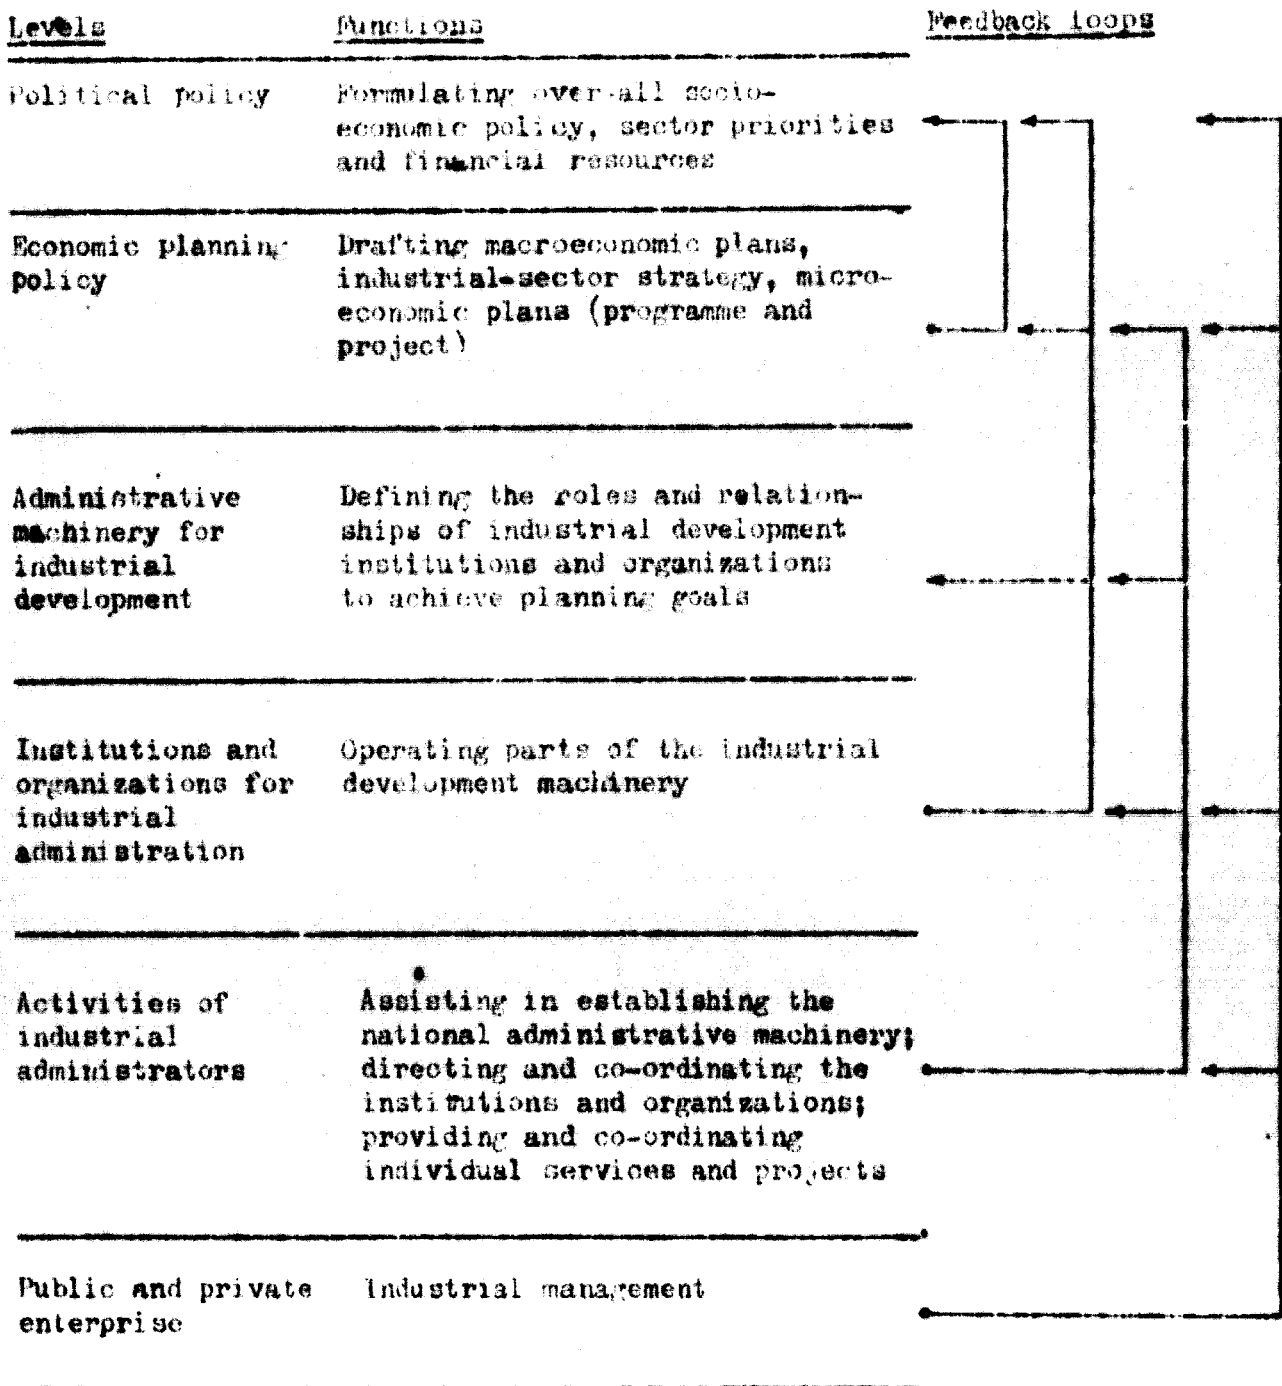 Levels Functions Feedback loops
Political policy Formulating over-all socio-
economic policy, sector priorities
and financial resources
Economic planning Drafting macroeconomic plans,
policy industrial-sector strategy, micro-
economic plans (programme and
project)
Administrative Defining the roles and relation-
machinery for ships of industrial development
industrial institutions and organizations
development to achieve planning goals
Institutions and Operating parts of the industrial
organizations for development machinery
industrial
administration
Activities of Assisting in establishing the
industrial national administrative machinery;
administrators directing and co-ordinating the
institutions and organizations;
providing and co-ordinating
individual services and projects
Public and private Industrial management
enterprise